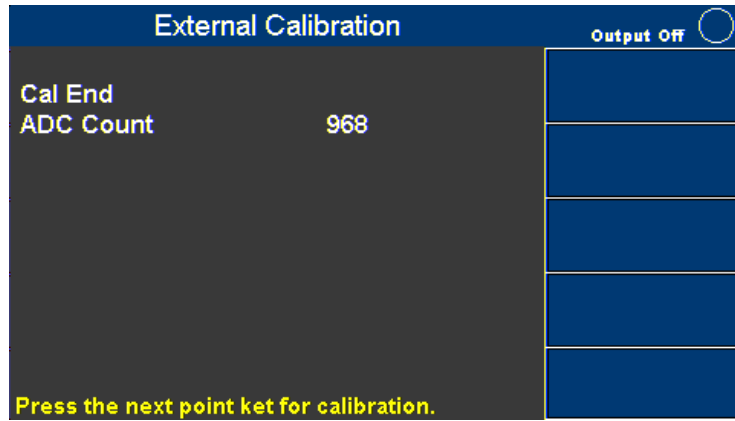 External Calibration
Output Off
Cal End
ADC Count 968
Press the next point ket for calibration.